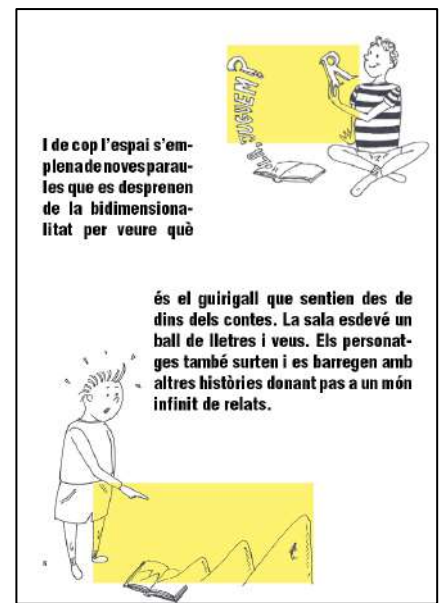 I de cop l'espai s'em-
plena de noves parau-
les que es desprenen
de la bidimensiona-
litat per veure què
és el guirigall que sentien des de
dins dels contes. La sala esdevé un
ball de lletres i veus. Els personat-
ges també surten i es barregen amb
altres històries donant pas a un món
infinit de relats.